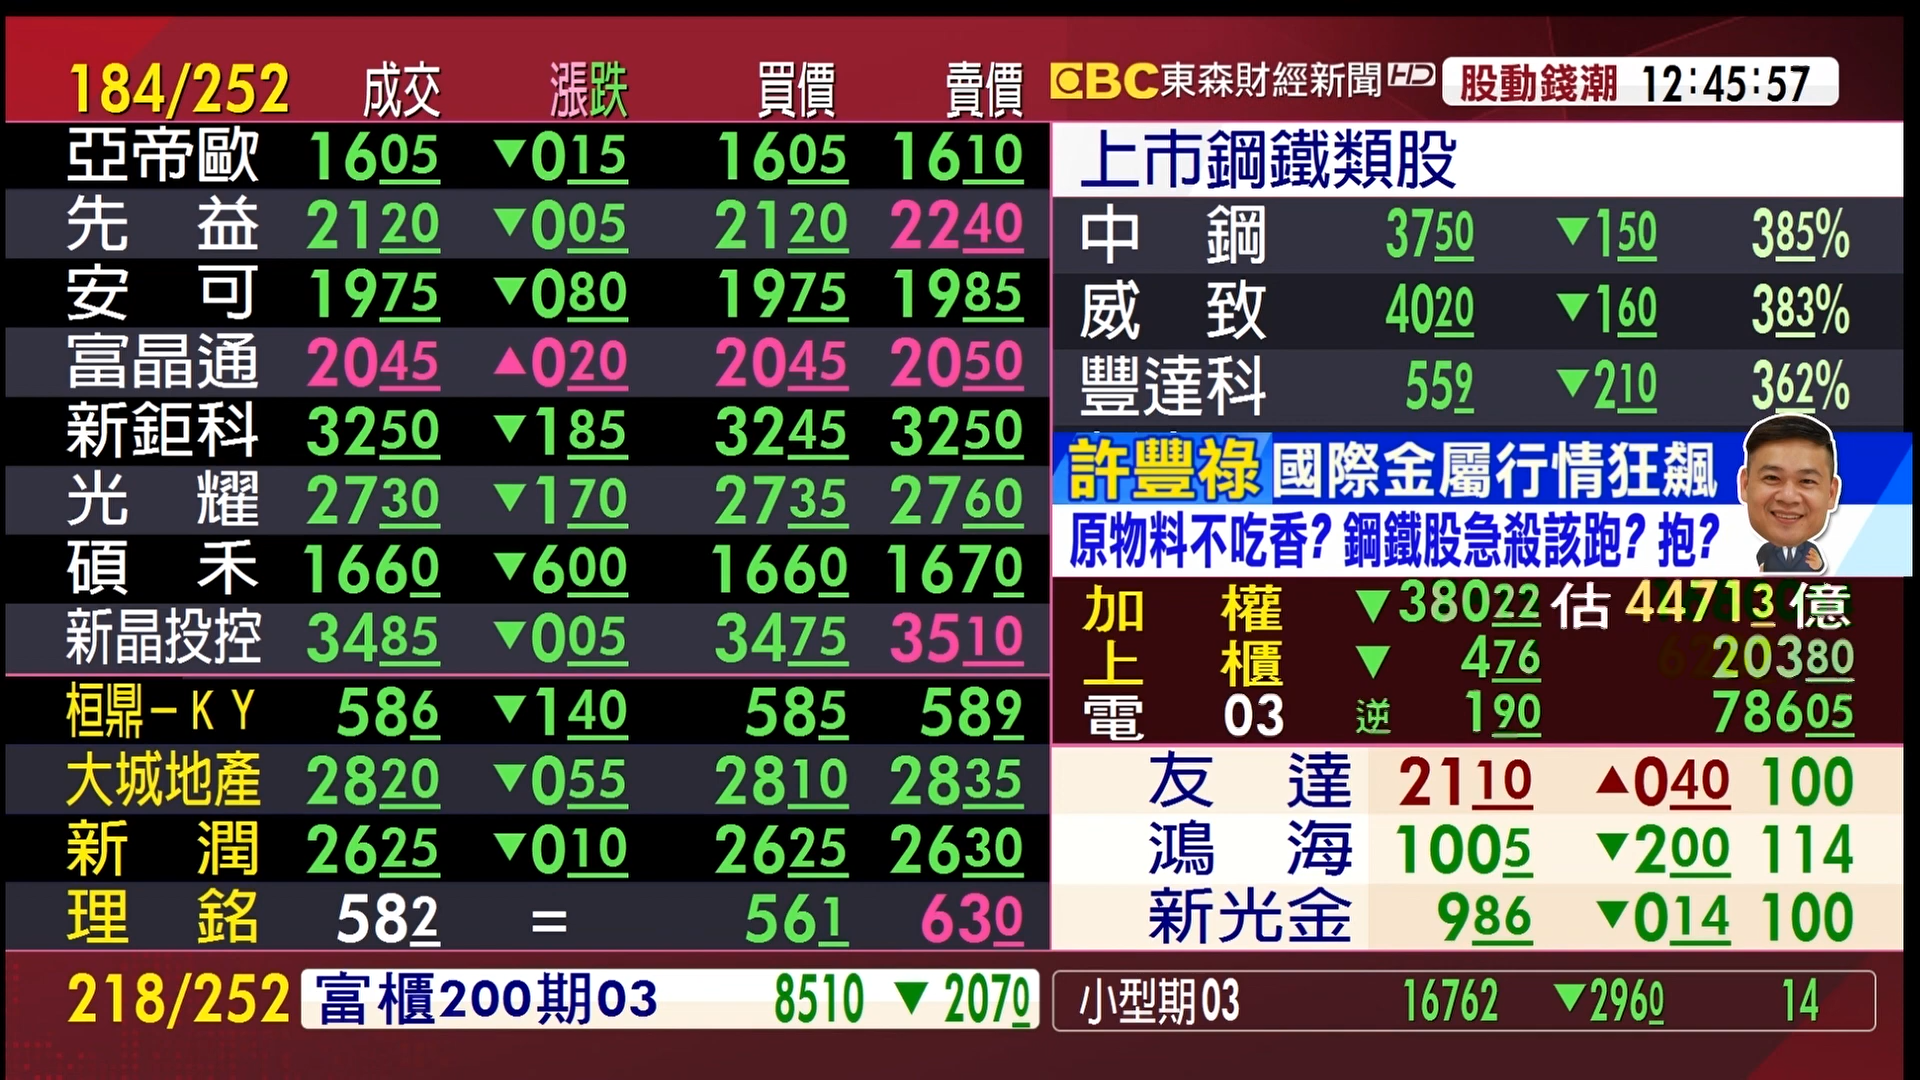 184/252 成交 漲跌 買價 賣價
亞帝歐 1605 ▼015 1605 1610
先益 2120 ▼005 2120 2240
安可 1975 ▼080 1975 1985
富晶通 2045 ▲020 2045 2050
新鉅科 3250 ▼185 3245 3250
光耀 2730 ▼170 2735 2760
碩禾 1660 ▼600 1660 1670
新晶投控 3485 ▼005 3475 3510
桓鼎－KY 586 ▼140 585 589
大城地產 2820 ▼055 2810 2835
新潤 2625 ▼010 2625 2630
理銘 582 = 561 630
218/252 富櫃200期03 8510 ▼2070
EBC東森財經新聞HD 股動錢潮 12:45:57
上市鋼鐵類股
中鋼 3750 ▼150 385%
威致 4020 ▼160 383%
豐達科 559 ▼210 362%
許豐祿 國際金屬行情狂飆
原物料不吃香? 鋼鐵股急殺該跑? 抱?
加權 ▼38022 估 44713 億
上櫃 ▼ 476 20380
電03 逆 190 78605
友達 2110 ▲040 100
鴻海 1005 ▼200 114
新光金 986 ▼014 100
小型期03 16762 ▼2960 14